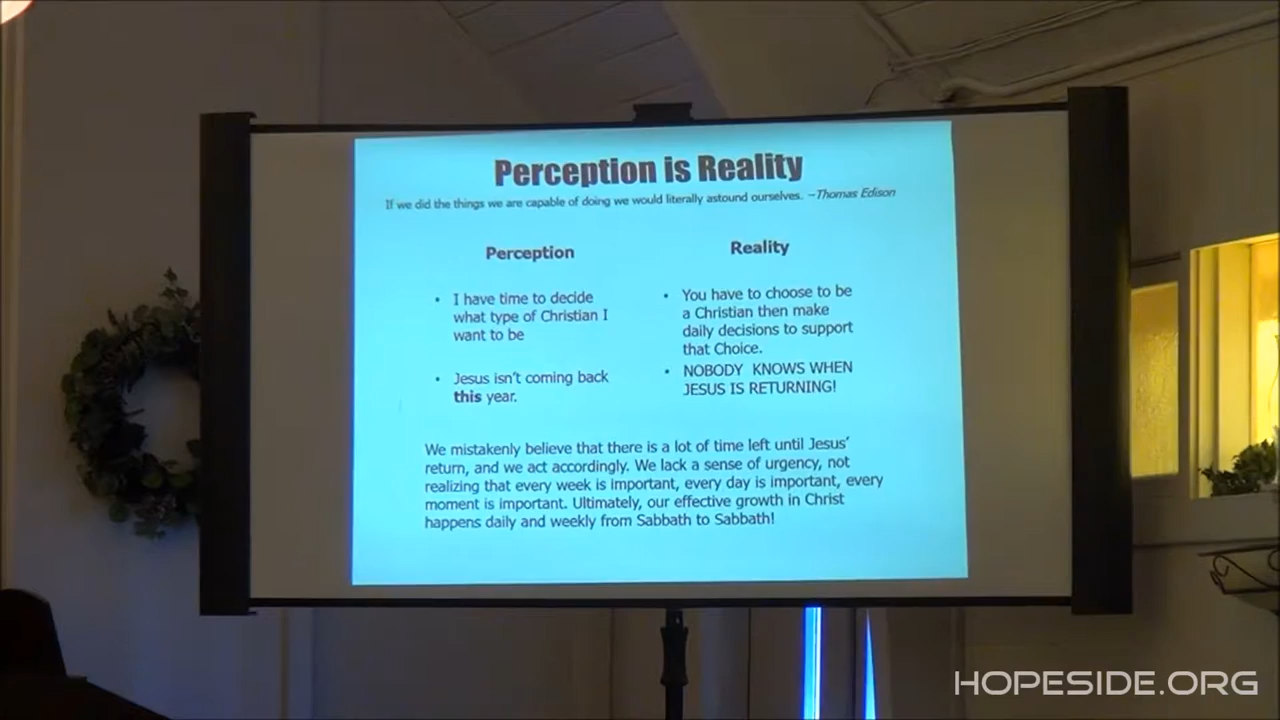 Perception is Reality
If we did the things we are capable of doing we would literally astound ourselves. –Thomas Edison
Perception
• I have time to decide
what type of Christian I
want to be
• Jesus isn't coming back
this year.
Reality
• You have to choose to be
a Christian then make
daily decisions to support
that Choice.
• NOBODY KNOWS WHEN
JESUS IS RETURNING!
We mistakenly believe that there is a lot of time left until Jesus'
return, and we act accordingly. We lack a sense of urgency, not
realizing that every week is important, every day is important, every
moment is important. Ultimately, our effective growth in Christ
happens daily and weekly from Sabbath to Sabbath!
HOPESIDE.ORG